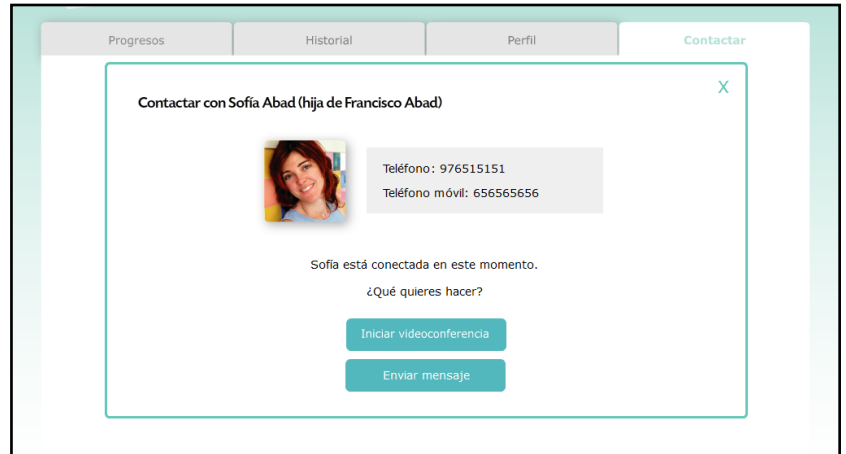 Progresos
Historial
Perfil
Contactar
X
Contactar con Sofía Abad (hija de Francisco Abad)
Teléfono: 976515151
Teléfono móvil: 656565656
Sofía está conectada en este momento.
¿Qué quieres hacer?
Iniciar videoconferencia
Enviar mensaje